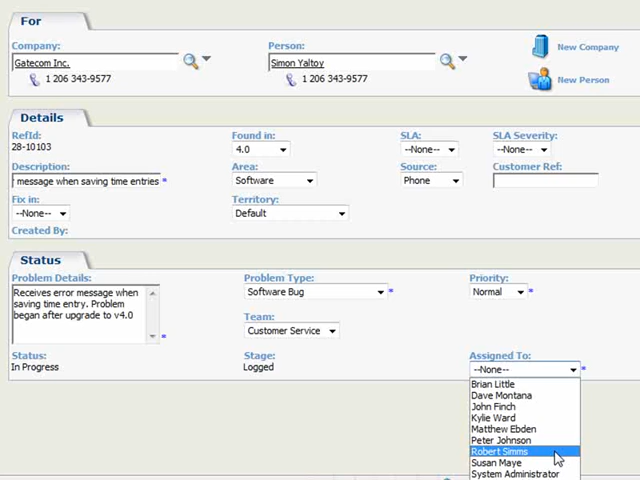 For
Company:
Person:
Gatecom Inc.
Simon Yaltoy
New Company
1 206 343-9577
1 206 343-9577
New Person
Details
RefId:
Found in:
SLA:
SLA Severity:
28-10103
4.0
--None--
--None--
Description:
Area:
Source:
Customer Ref:
message when saving time entries *
Software
Phone
Fix in:
Territory:
--None--
Default
Created By:
Status
Problem Details:
Problem Type:
Priority:
Receives error message when
saving time entry. Problem
began after upgrade to v4.0
*
Software Bug *
Normal *
Team:
Customer Service
Status:
Stage:
Assigned To:
In Progress
Logged
--None-- *
Brian Little
Dave Montana
John Finch
Kylie Ward
Matthew Ebden
Peter Johnson
Robert Simms
Susan Maye
System Administrator